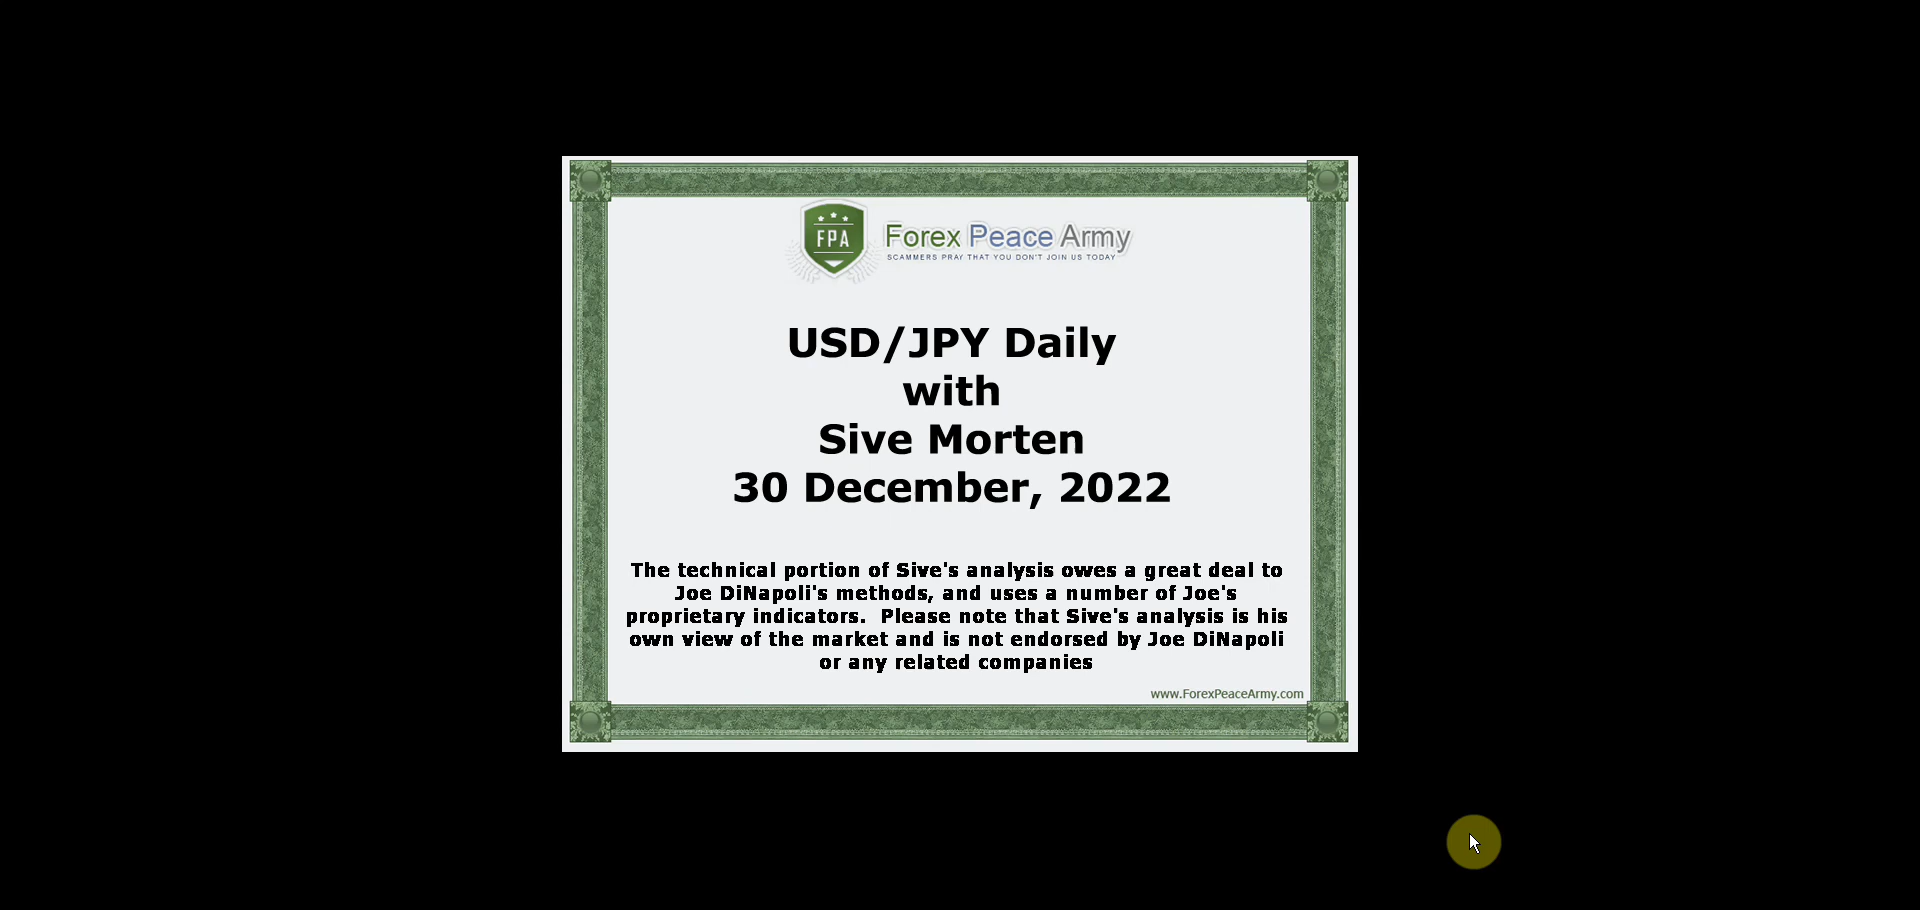 FPA
Forex Peace Army
SCAMMERS PRAY THAT YOU DON'T JOIN US TODAY
USD/JPY Daily
with
Sive Morten
30 December, 2022
The technical portion of Sive's analysis owes a great deal to
Joe DiNapoli's methods, and uses a number of Joe's
proprietary indicators.  Please note that Sive's analysis is his
own view of the market and is not endorsed by Joe DiNapoli
or any related companies
www.ForexPeaceArmy.com